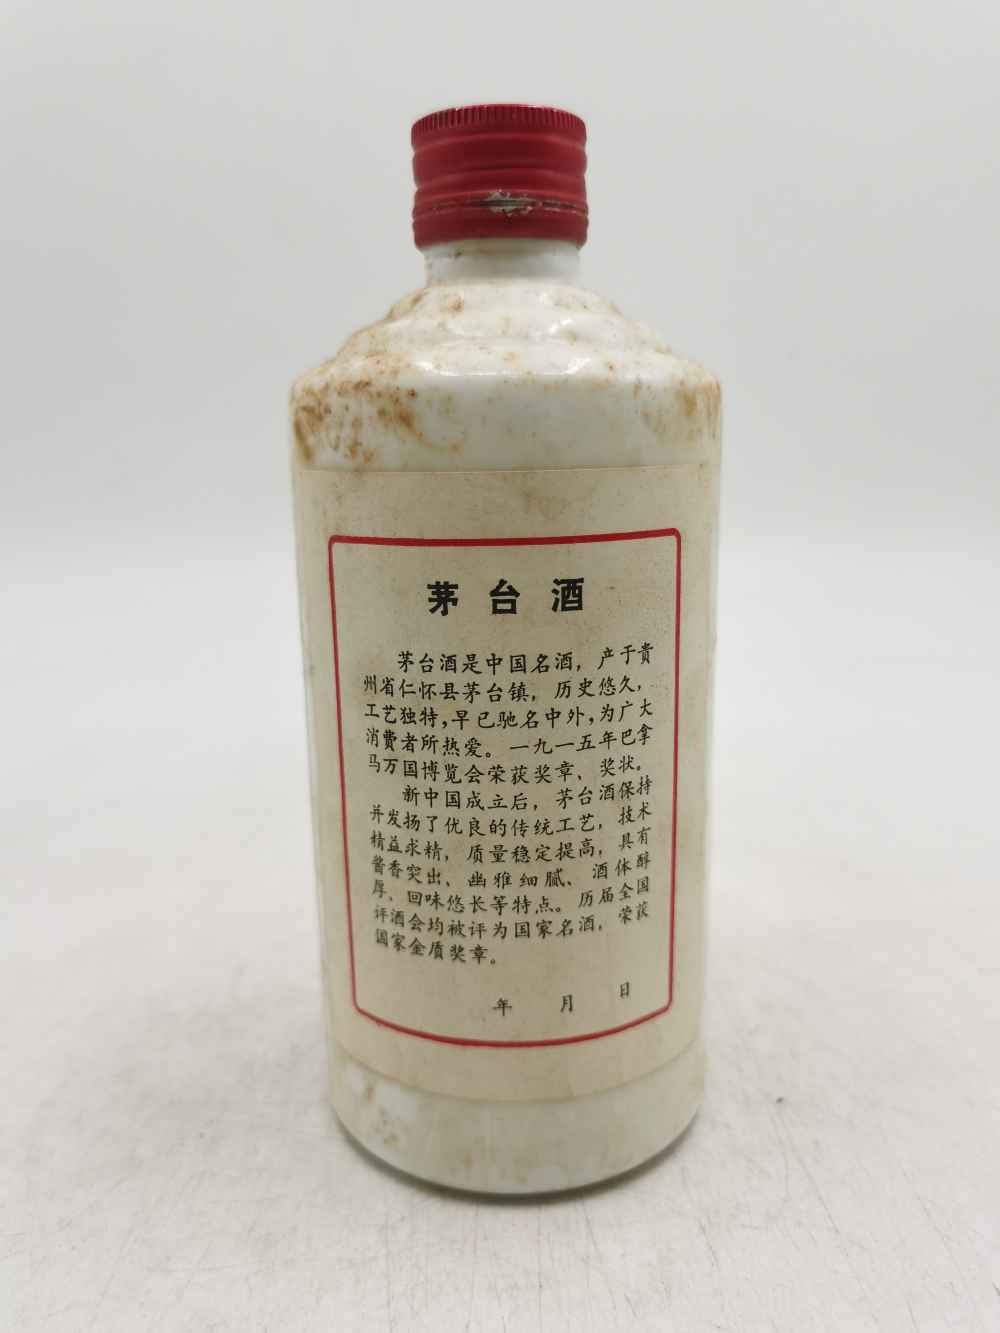 茅台酒
茅台酒是中国名酒，产于贵
州省仁怀县茅台镇，历史悠久，
工艺独特，早已驰名中外，为广大
消费者所热爱。一九一五年巴拿
马万国博览会荣获奖章、奖状。
新中国成立后，茅台酒保持
并发扬了优良的传统工艺，技术
精益求精，质量稳定提高，具有
酱香突出、幽雅细腻、酒体醇
厚、回味悠长等特点。历届全国
评酒会均被评为国家名酒，荣获
国家金质奖章。
年 月 日